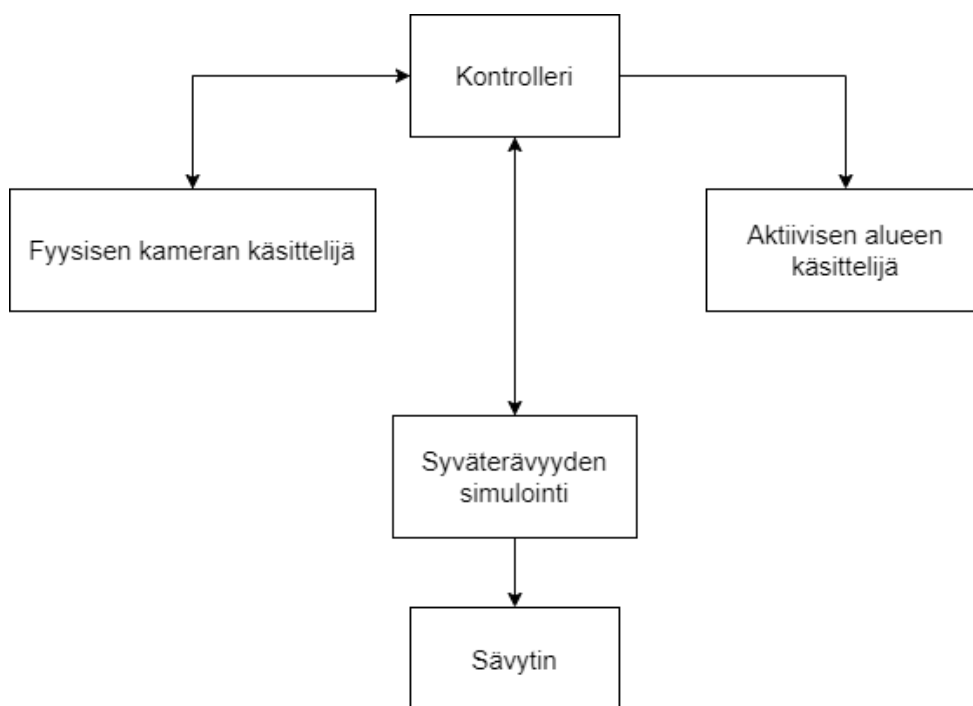 Kontrolleri
Fyysisen kameran käsittelijä
Aktiivisen alueen
käsittelijä
Syväterävyyden
simulointi
Sävytin